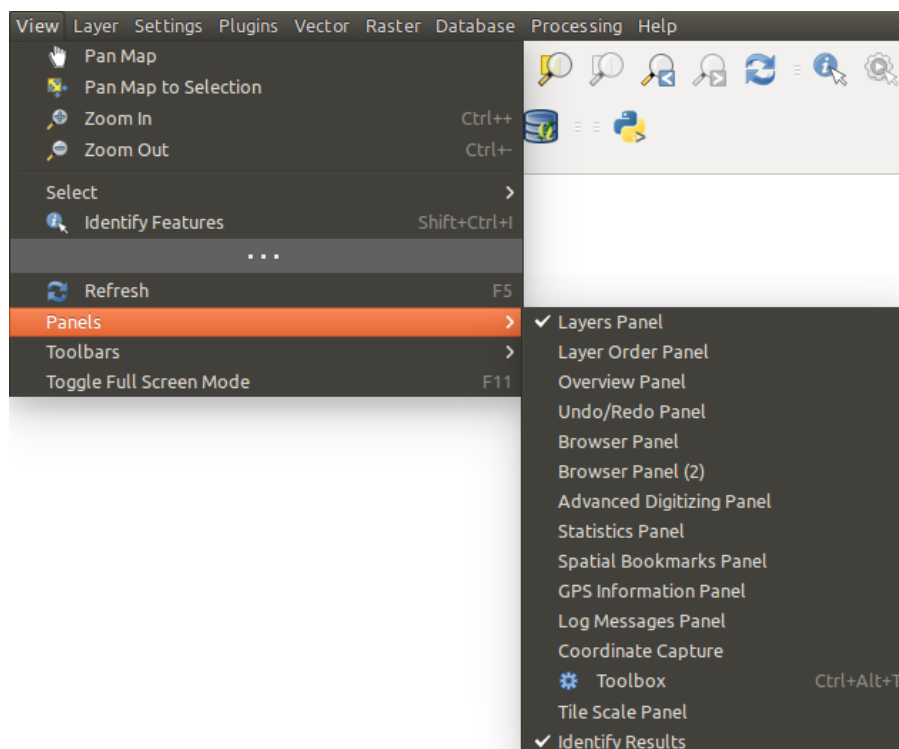 View Layer Settings Plugins Vector Raster Database Processing Help
Pan Map
Pan Map to Selection
Zoom In Ctrl++
Zoom Out Ctrl+-
Select
Identify Features Shift+Ctrl+I
...
Refresh F5
Panels
Toolbars
Toggle Full Screen Mode F11
Layers Panel
Layer Order Panel
Overview Panel
Undo/Redo Panel
Browser Panel
Browser Panel (2)
Advanced Digitizing Panel
Statistics Panel
Spatial Bookmarks Panel
GPS Information Panel
Log Messages Panel
Coordinate Capture
Toolbox Ctrl+Alt+T
Tile Scale Panel
Identify Results